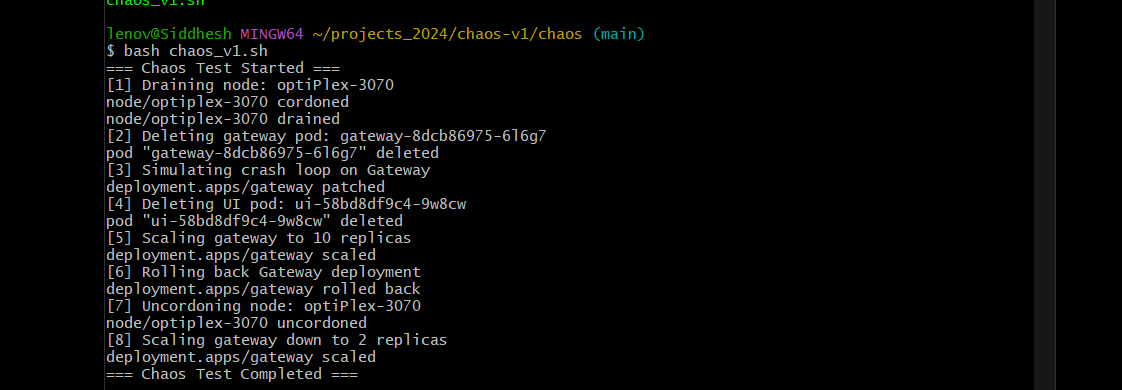 chaos_v1.sh
lenov@Siddhesh MINGW64 ~/projects_2024/chaos-v1/chaos (main)
$ bash chaos_v1.sh
=== Chaos Test Started ===
[1] Draining node: optiPlex-3070
node/optiplex-3070 cordoned
node/optiplex-3070 drained
[2] Deleting gateway pod: gateway-8dcb86975-6l6g7
pod "gateway-8dcb86975-6l6g7" deleted
[3] Simulating crash loop on Gateway
deployment.apps/gateway patched
[4] Deleting UI pod: ui-58bd8df9c4-9w8cw
pod "ui-58bd8df9c4-9w8cw" deleted
[5] Scaling gateway to 10 replicas
deployment.apps/gateway scaled
[6] Rolling back Gateway deployment
deployment.apps/gateway rolled back
[7] Uncordoning node: optiPlex-3070
node/optiplex-3070 uncordoned
[8] Scaling gateway down to 2 replicas
deployment.apps/gateway scaled
=== Chaos Test Completed ===